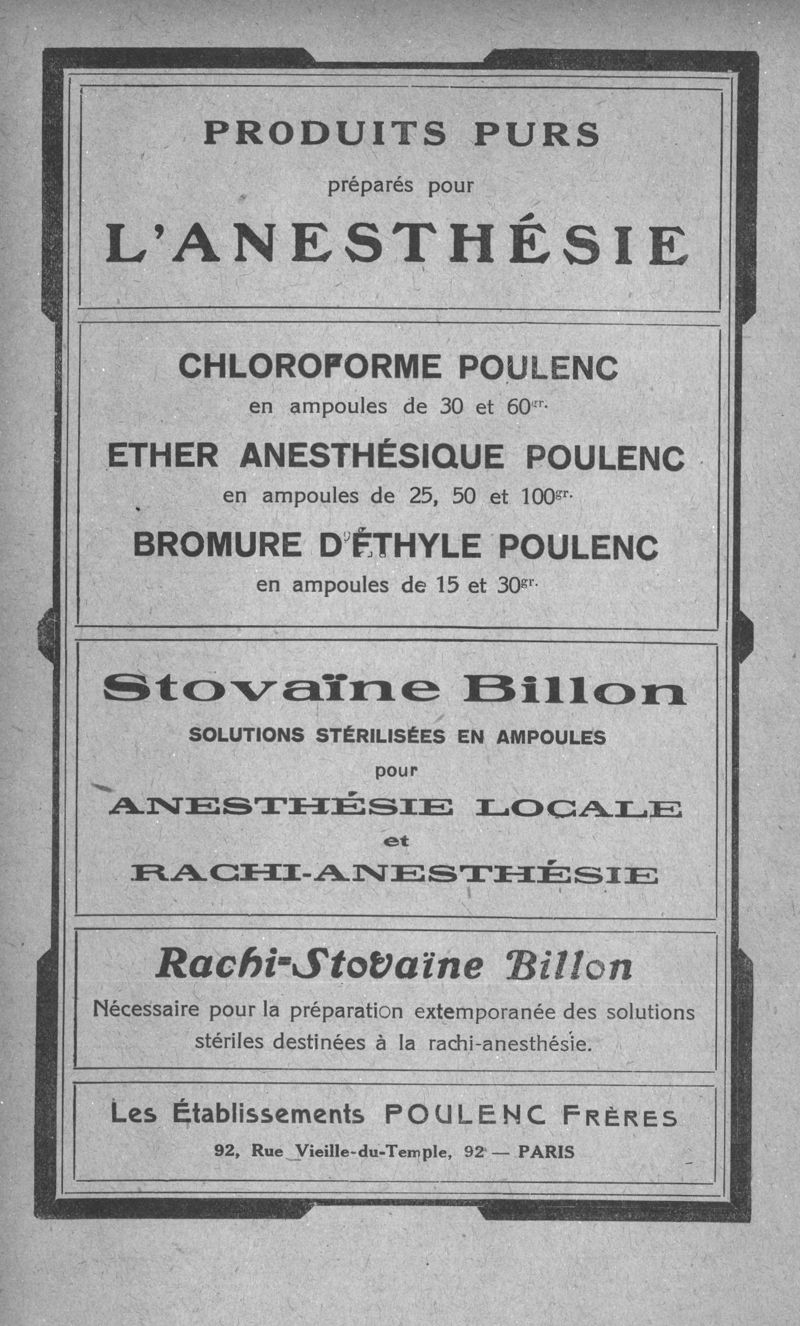 PRODUITS PURS
préparés pour
L'ANESTHÉSIE
CHLOROFORME POULENC
en ampoules de 30 et 60gr.
ETHER ANESTHÉSIQUE POULENC
en ampoules de 25, 50 et 100gr.
BROMURE D'ÉTHYLE POULENC
en ampoules de 15 et 30gr.
Stovaïne Billon
SOLUTIONS STÉRILISÉES EN AMPOULES
pour
ANESTHÉSIE LOCALE
et
RACHI-ANESTHÉSIE
Rachi-Stovaïne Billon
Nécessaire pour la préparation extemporanée des solutions
stériles destinées à la rachi-anesthésie.
Les Établissements POULENC FRÈRES
92, Rue Vieille-du-Temple, 92 — PARIS